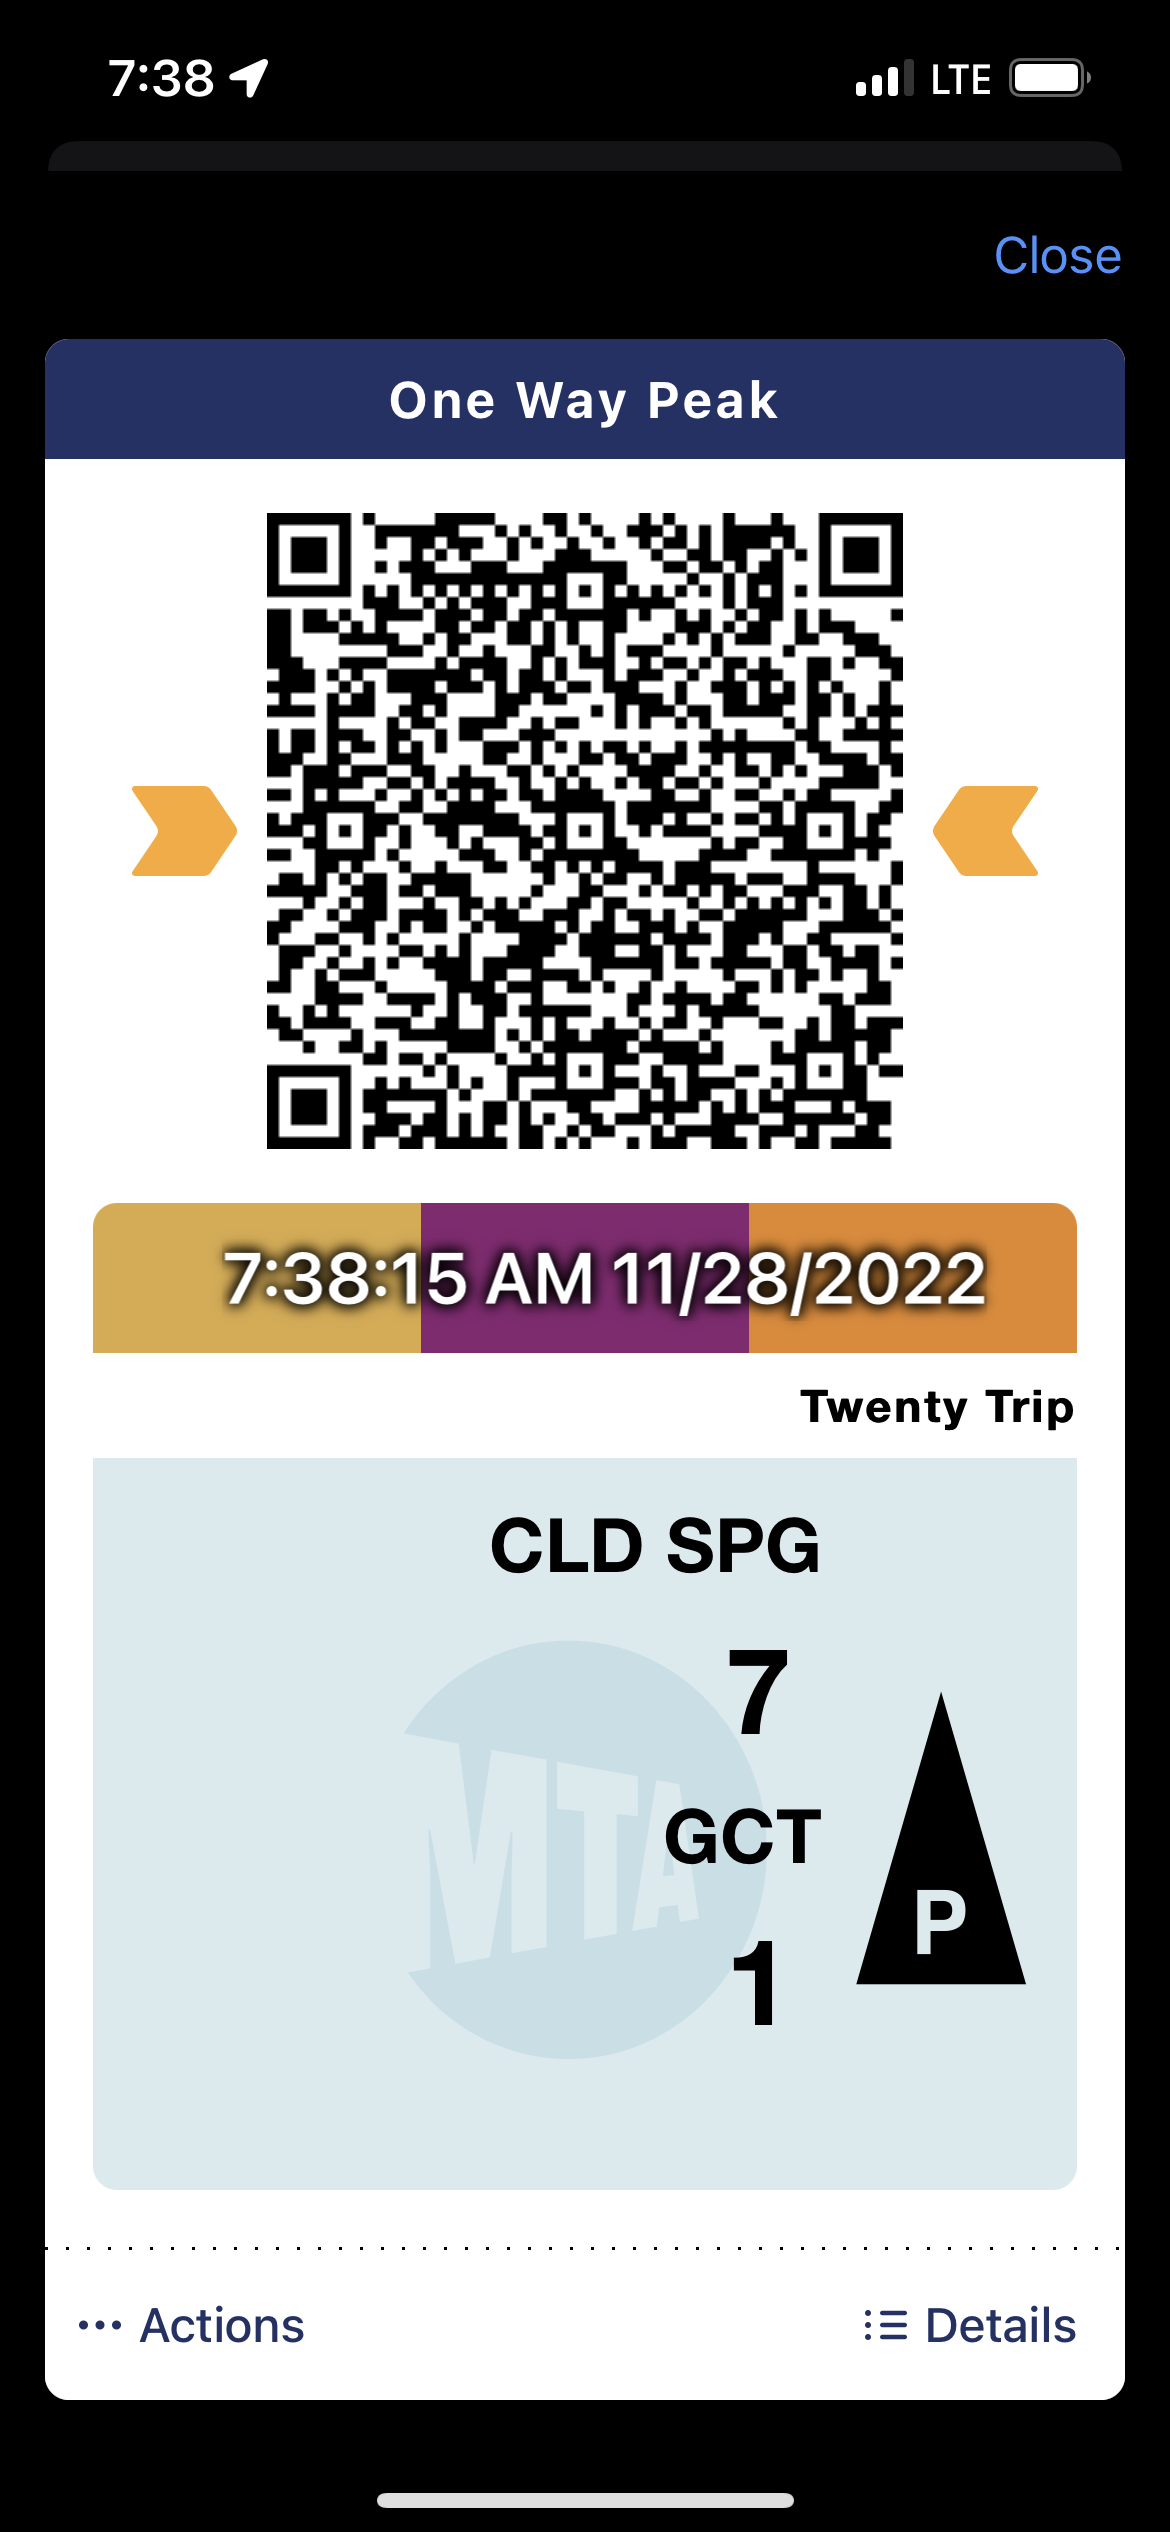 7:38 LTE
Close
One Way Peak
7:38:15 AM 11/28/2022
Twenty Trip
CLD SPG
7
MTA
GCT
P
1
Actions
Details